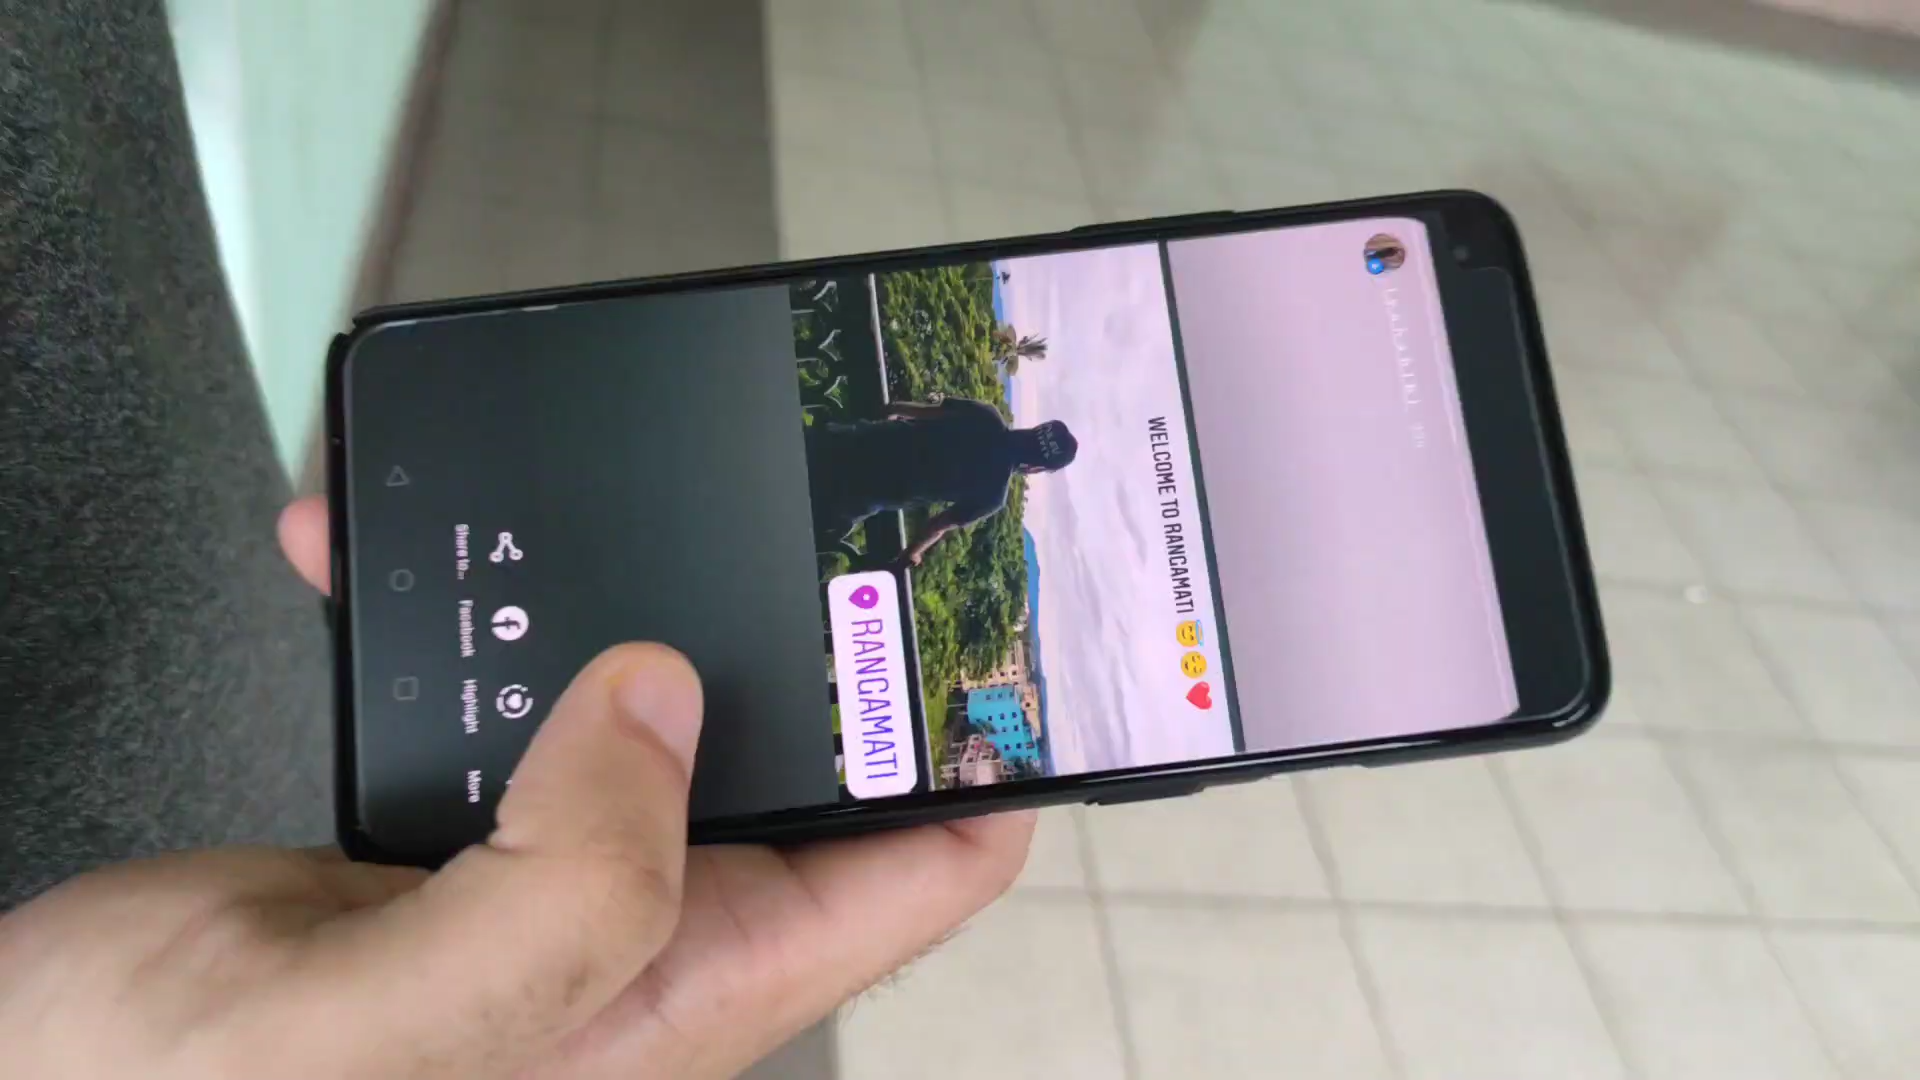 WELCOME TO RANGAMATI 😇😌❤️
RANGAMATI
Share to...
Facebook
Highlight
More